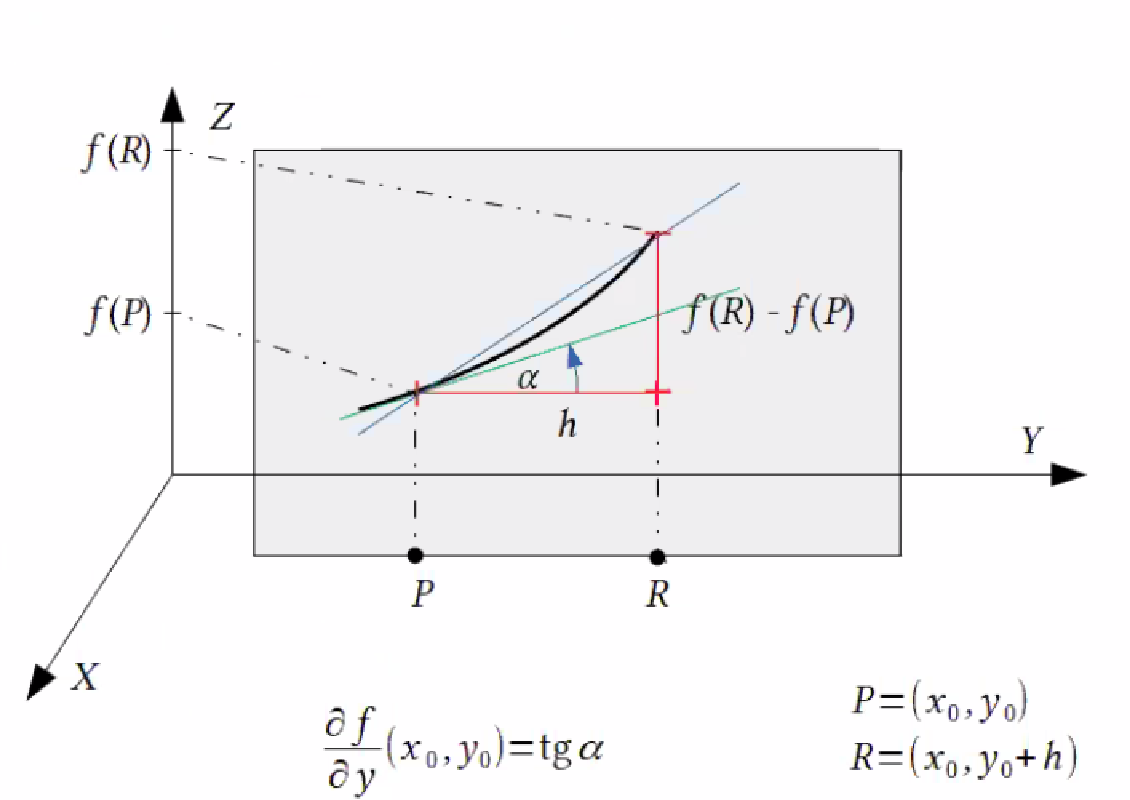 Z
f(R)
f(P)
f(R) - f(P)
α
h
Y
P
R
X
∂f/∂y (x₀, y₀)=tg α
P=(x₀, y₀)
R=(x₀, y₀+h)